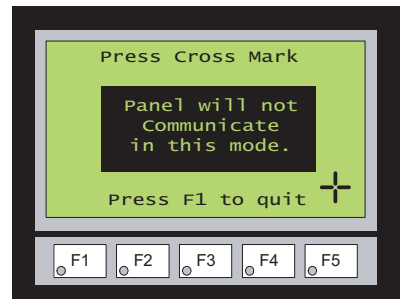 Press Cross Mark
Panel will not
Communicate
in this mode.
Press F1 to quit
F1 F2 F3 F4 F5